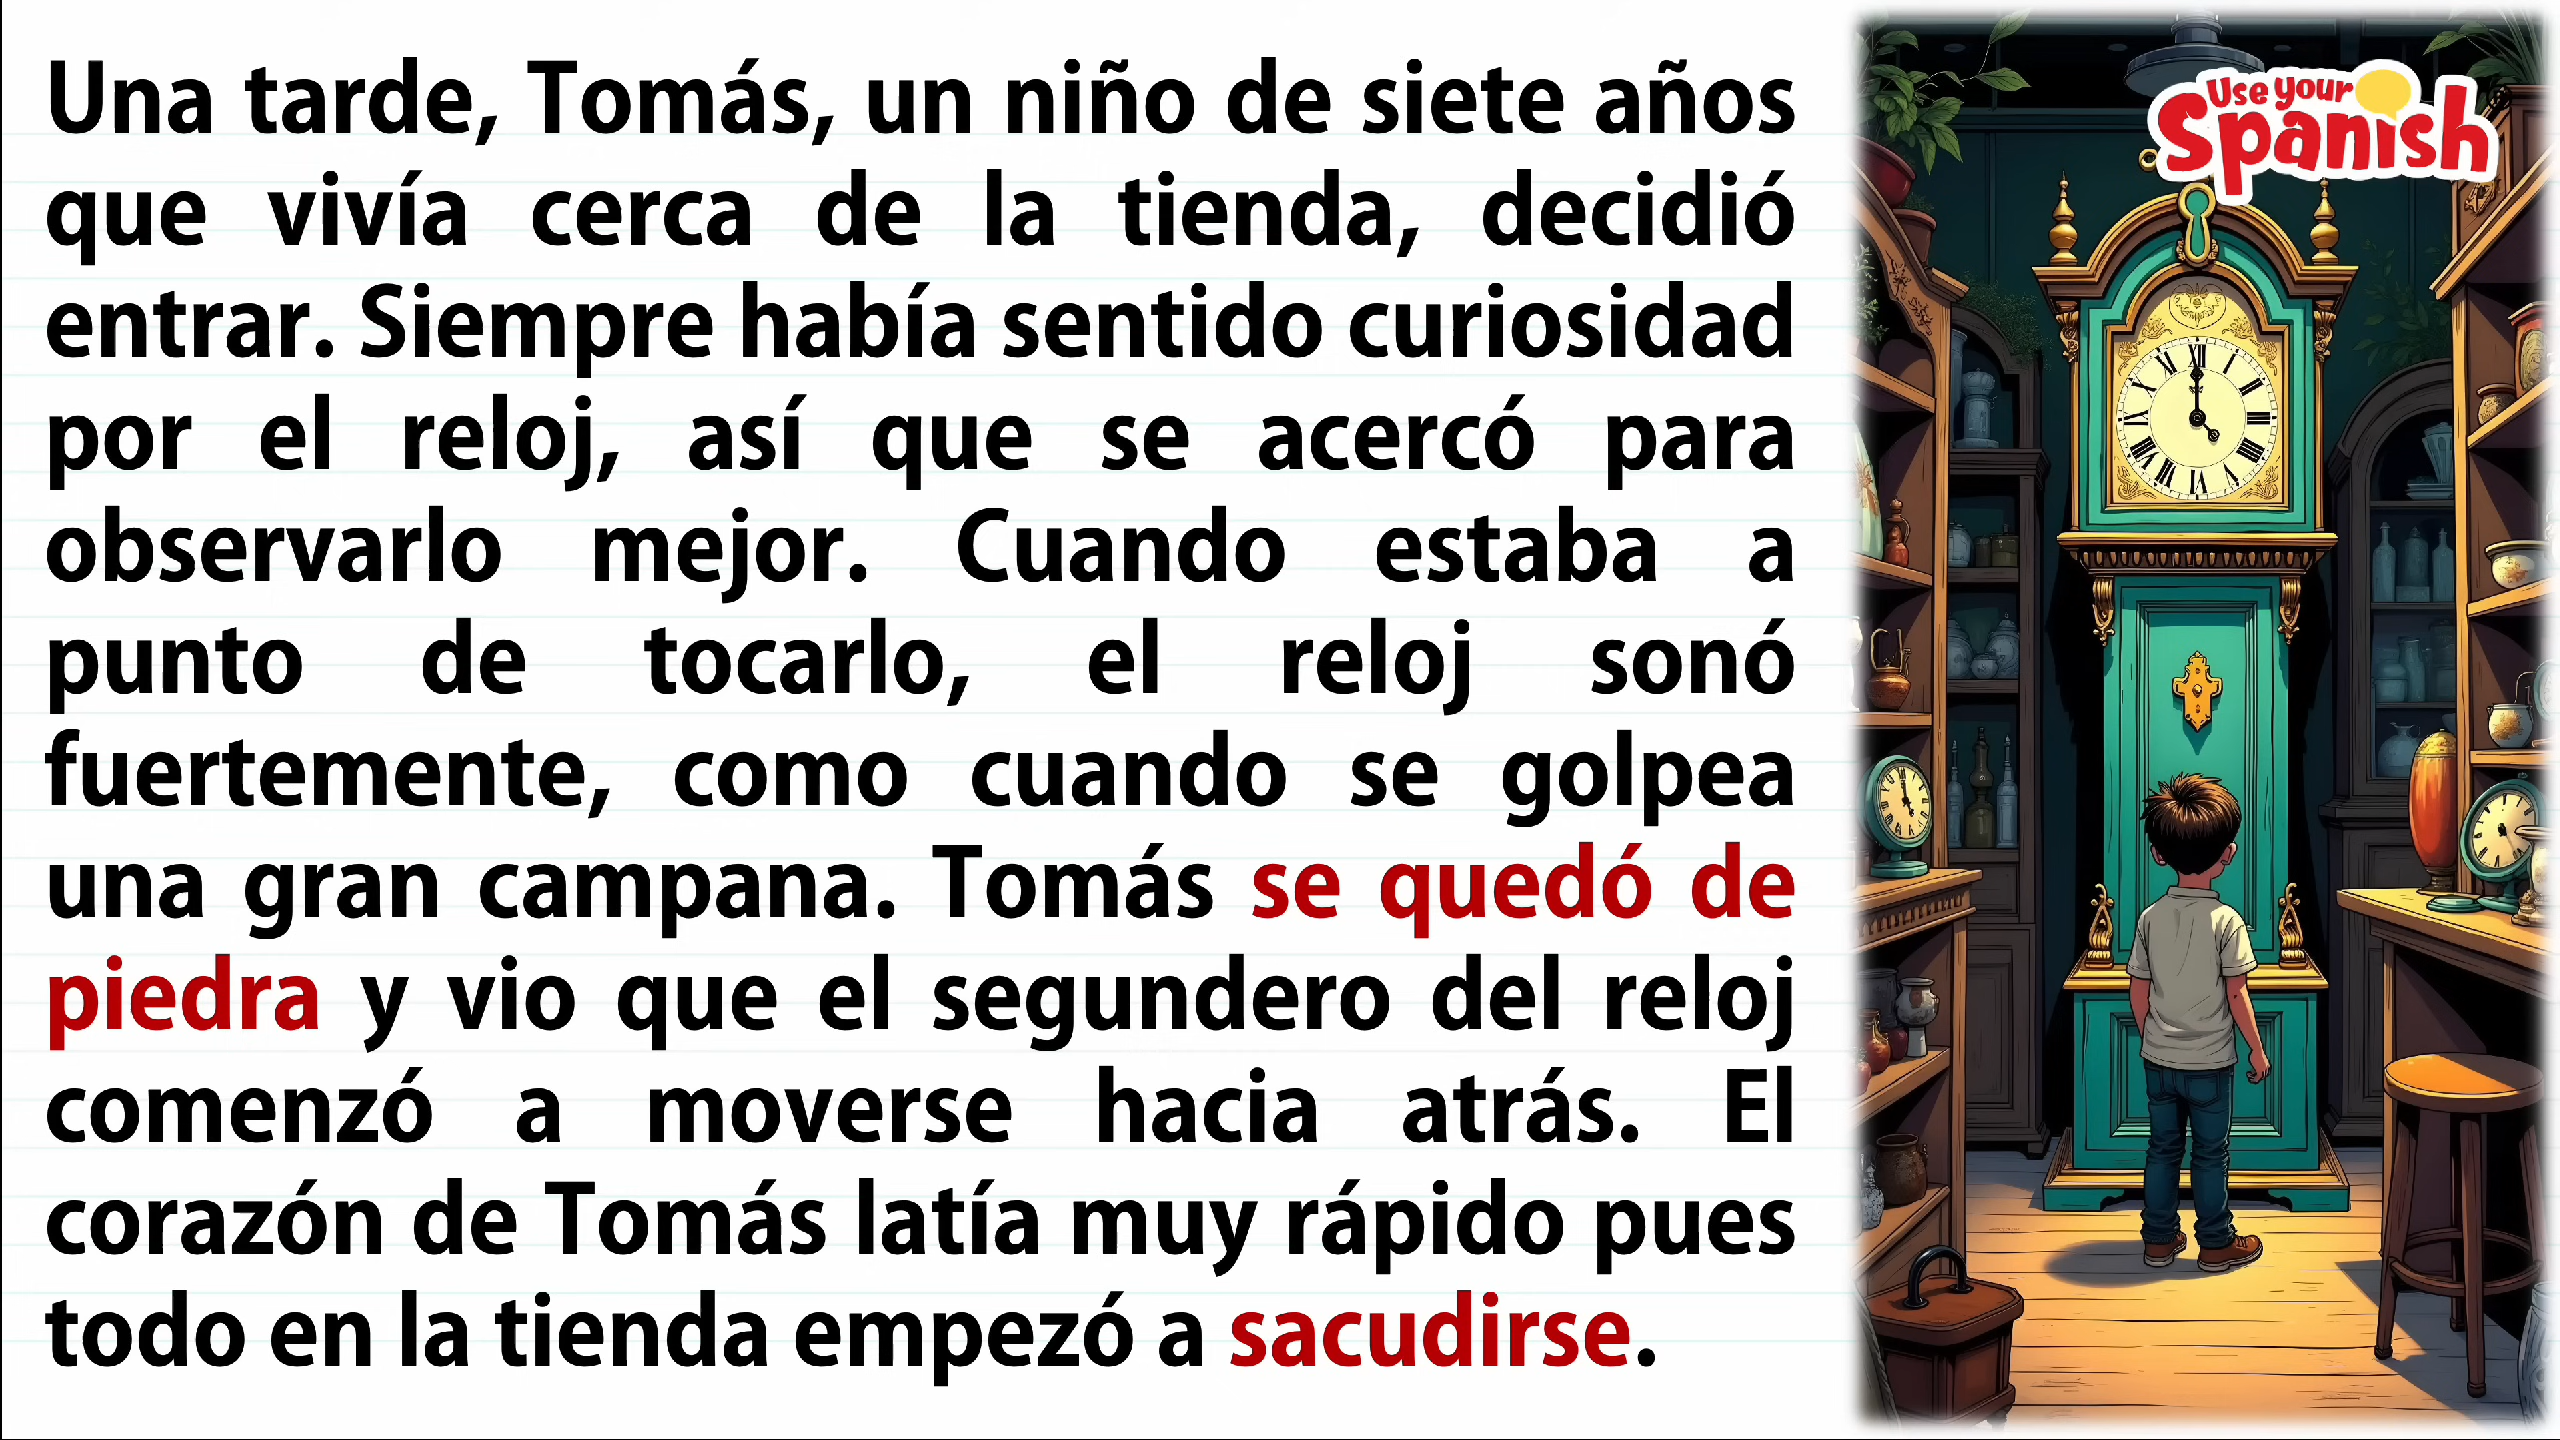 Una tarde, Tomás, un niño de siete años
que vivía cerca de la tienda, decidió
entrar. Siempre había sentido curiosidad
por el reloj, así que se acercó para
observarlo mejor. Cuando estaba a
punto de tocarlo, el reloj sonó
fuertemente, como cuando se golpea
una gran campana. Tomás se quedó de
piedra y vio que el segundero del reloj
comenzó a moverse hacia atrás. El
corazón de Tomás latía muy rápido pues
todo en la tienda empezó a sacudirse.
Use your
Spanish